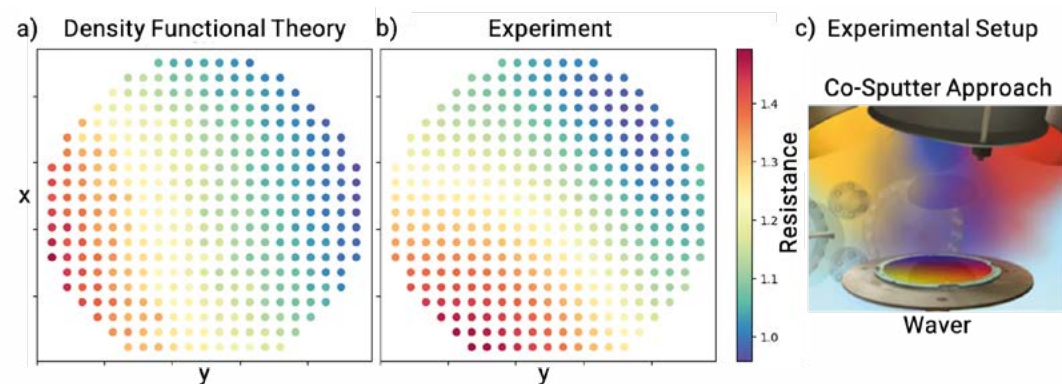 a) Density Functional Theory
b) Experiment
c) Experimental Setup
Co-Sputter Approach
x
y
1.4
1.3
1.2
1.1
1.0
Resistance
Waver